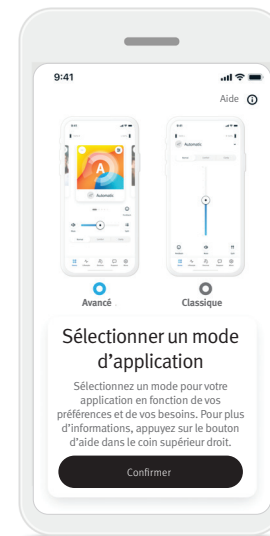 9:41
Aide
Automatic
Automatic
Avancé
Classique
Sélectionner un mode
d’application
Sélectionnez un mode pour votre
application en fonction de vos
préférences et de vos besoins. Pour plus
d’informations, appuyez sur le bouton
d’aide dans le coin supérieur droit.
Confirmer